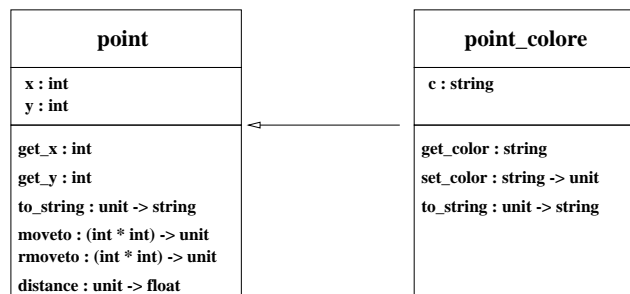 point
x : int
y : int
get_x : int
get_y : int
to_string : unit -> string
moveto : (int * int) -> unit
rmoveto : (int * int) -> unit
distance : unit -> float
point_colore
c : string
get_color : string
set_color : string -> unit
to_string : unit -> string